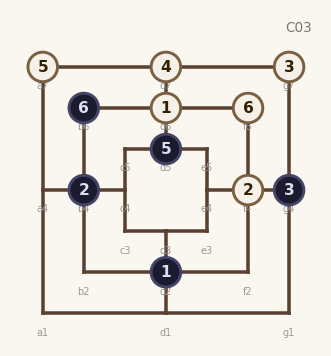 C03
5 4 3
a7 d7 g7
6 1 6
b6 d6 f6
5
c5 d5 e5
2 2 3
a4 b4 c4 e4 f4 g4
c3 d3 e3
1
b2 d2 f2
a1 d1 g1